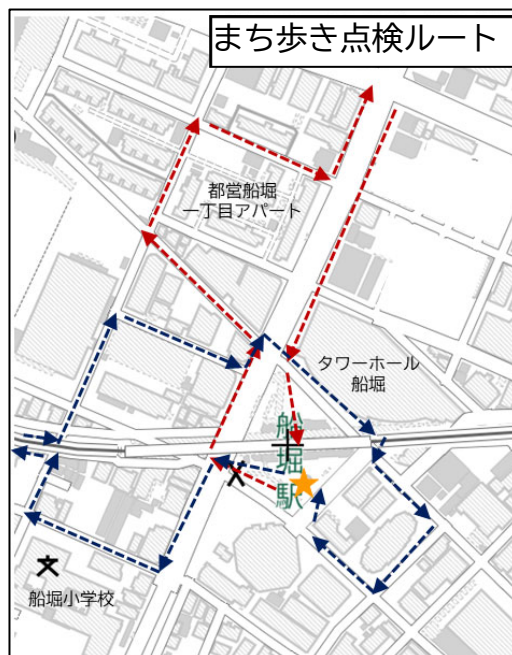 まち歩き点検ルート
都営船堀
一丁目アパート
タワーホール
船堀
船堀駅
船堀小学校